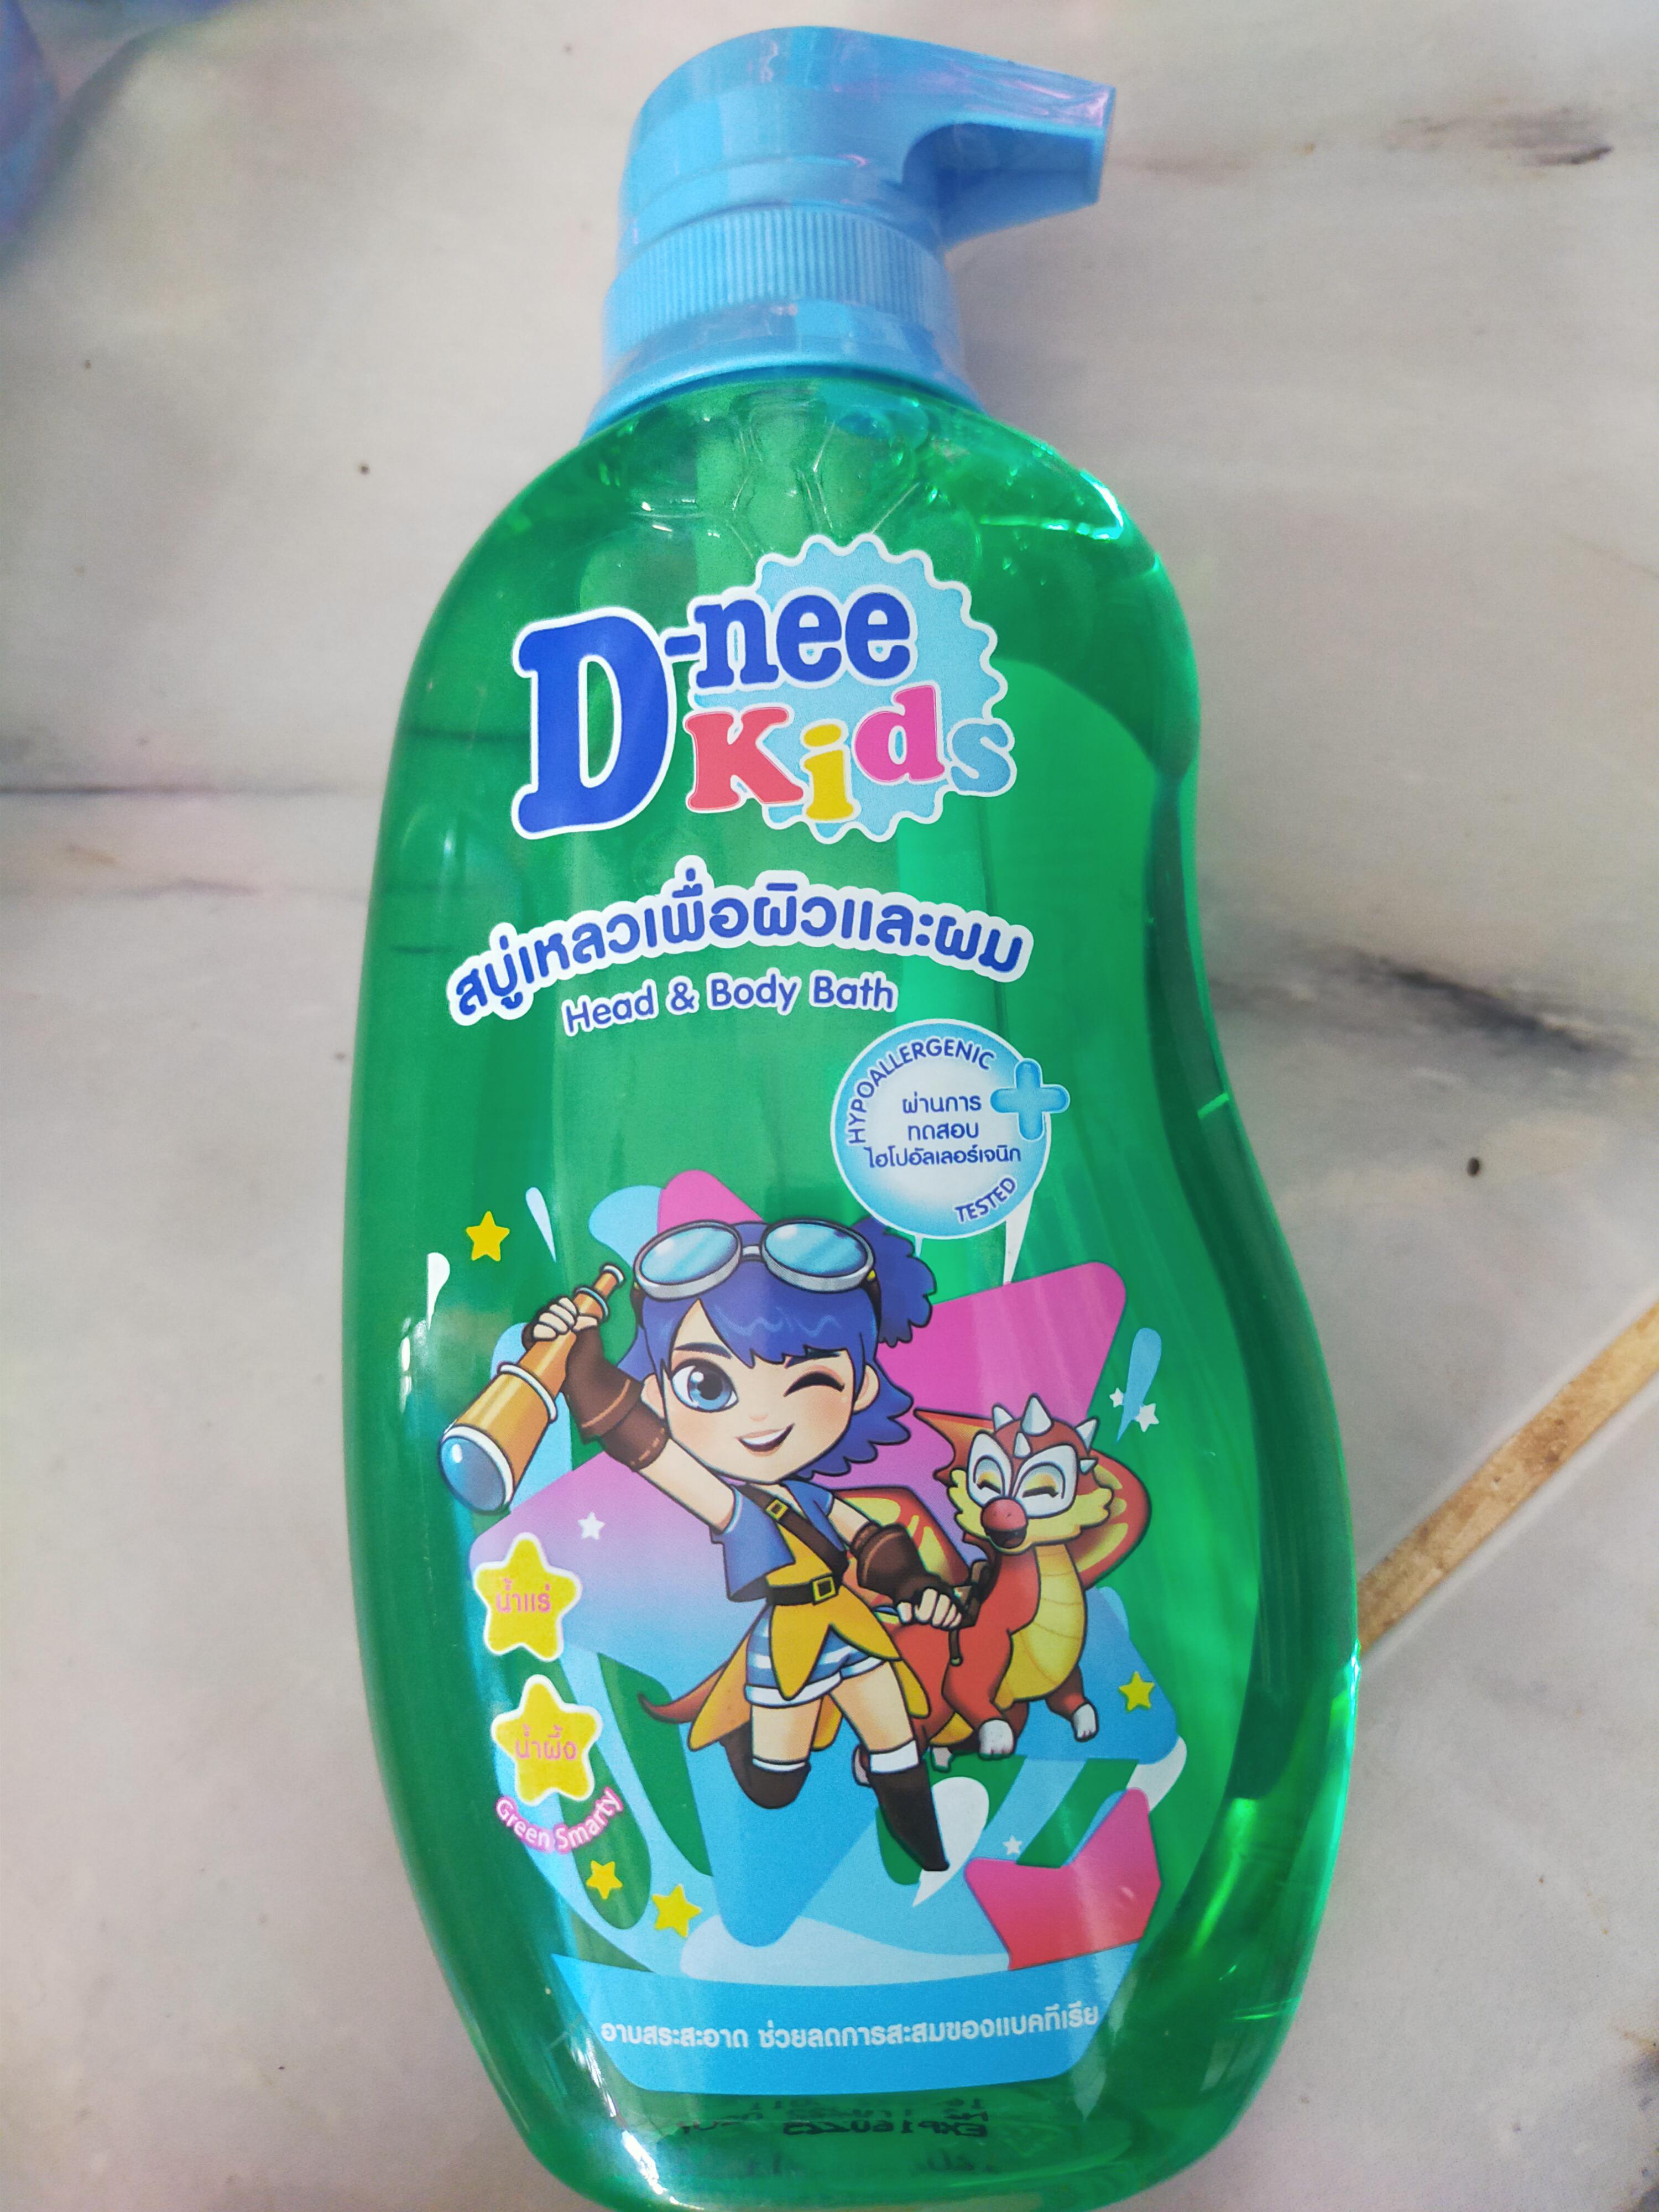 D-nee
Kids
สบู่เหลวเพื่อผิวและผม
Head & Body Bath
HYPOALLERGENIC
ผ่านการ
ทดสอบ
ไฮโปอัลเลอร์เจนิก
TESTED
น้ำแร่
น้ำผึ้ง
Green Smarty
อาบสระสะอาด ช่วยลดการสะสมของแบคทีเรีย